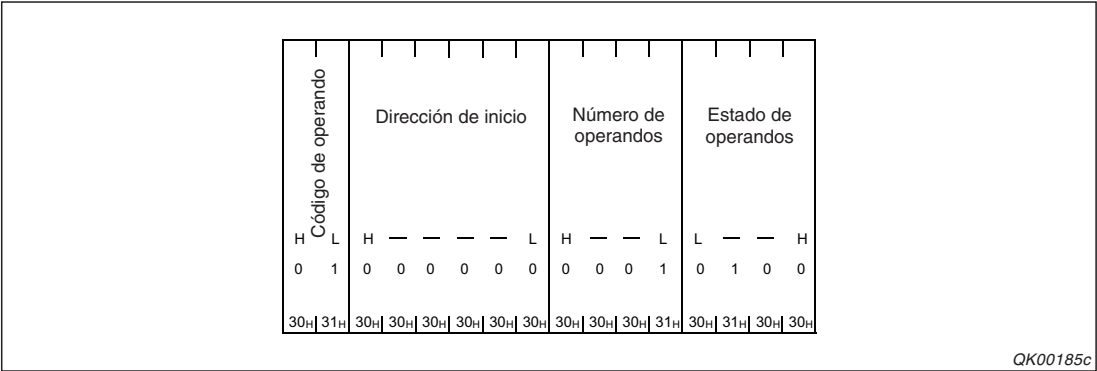 Código de operando
Dirección de inicio
Número de
operandos
Estado de
operandos
H L H — — — — L H — — L L — — H
0 1 0 0 0 0 0 0 0 0 0 1 0 1 0 0
30H 31H 30H 30H 30H 30H 30H 30H 30H 30H 30H 31H 30H 31H 30H 30H
QK00185c